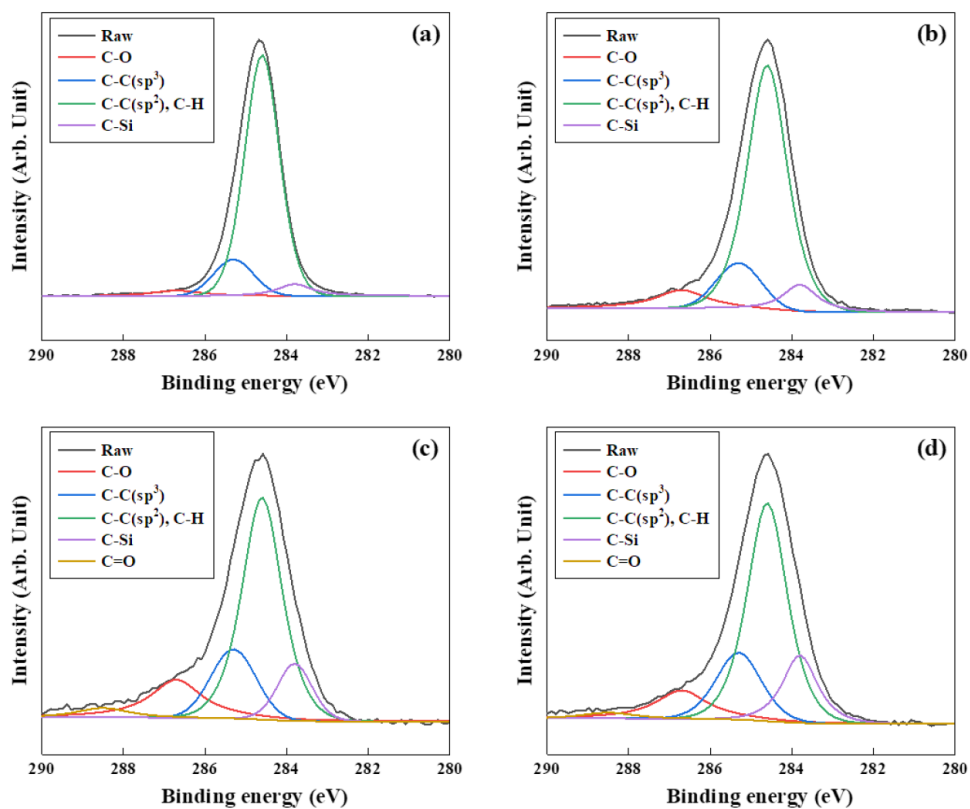 (a)
Raw
C-O
C-C(sp³)
C-C(sp²), C-H
C-Si
Intensity (Arb. Unit)
290 288 286 284 282 280
Binding energy (eV)
(b)
Raw
C-O
C-C(sp³)
C-C(sp²), C-H
C-Si
Intensity (Arb. Unit)
290 288 286 284 282 280
Binding energy (eV)
(c)
Raw
C-O
C-C(sp³)
C-C(sp²), C-H
C-Si
C=O
Intensity (Arb. Unit)
290 288 286 284 282 280
Binding energy (eV)
(d)
Raw
C-O
C-C(sp³)
C-C(sp²), C-H
C-Si
C=O
Intensity (Arb. Unit)
290 288 286 284 282 280
Binding energy (eV)